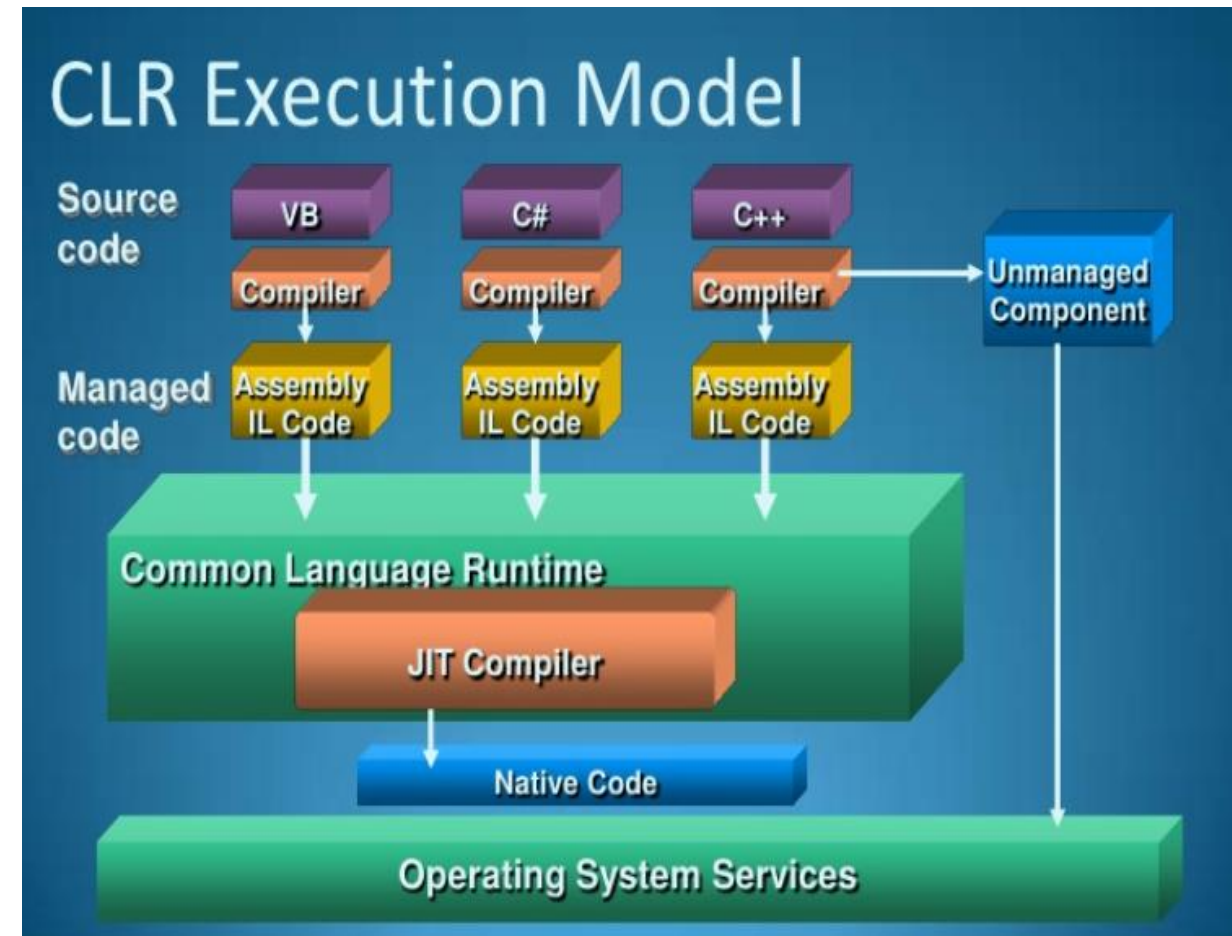 CLR Execution Model
Source
code
VB
C#
C++
Compiler
Compiler
Compiler
Unmanaged
Component
Managed
code
Assembly
IL Code
Assembly
IL Code
Assembly
IL Code
Common Language Runtime
JIT Compiler
Native Code
Operating System Services